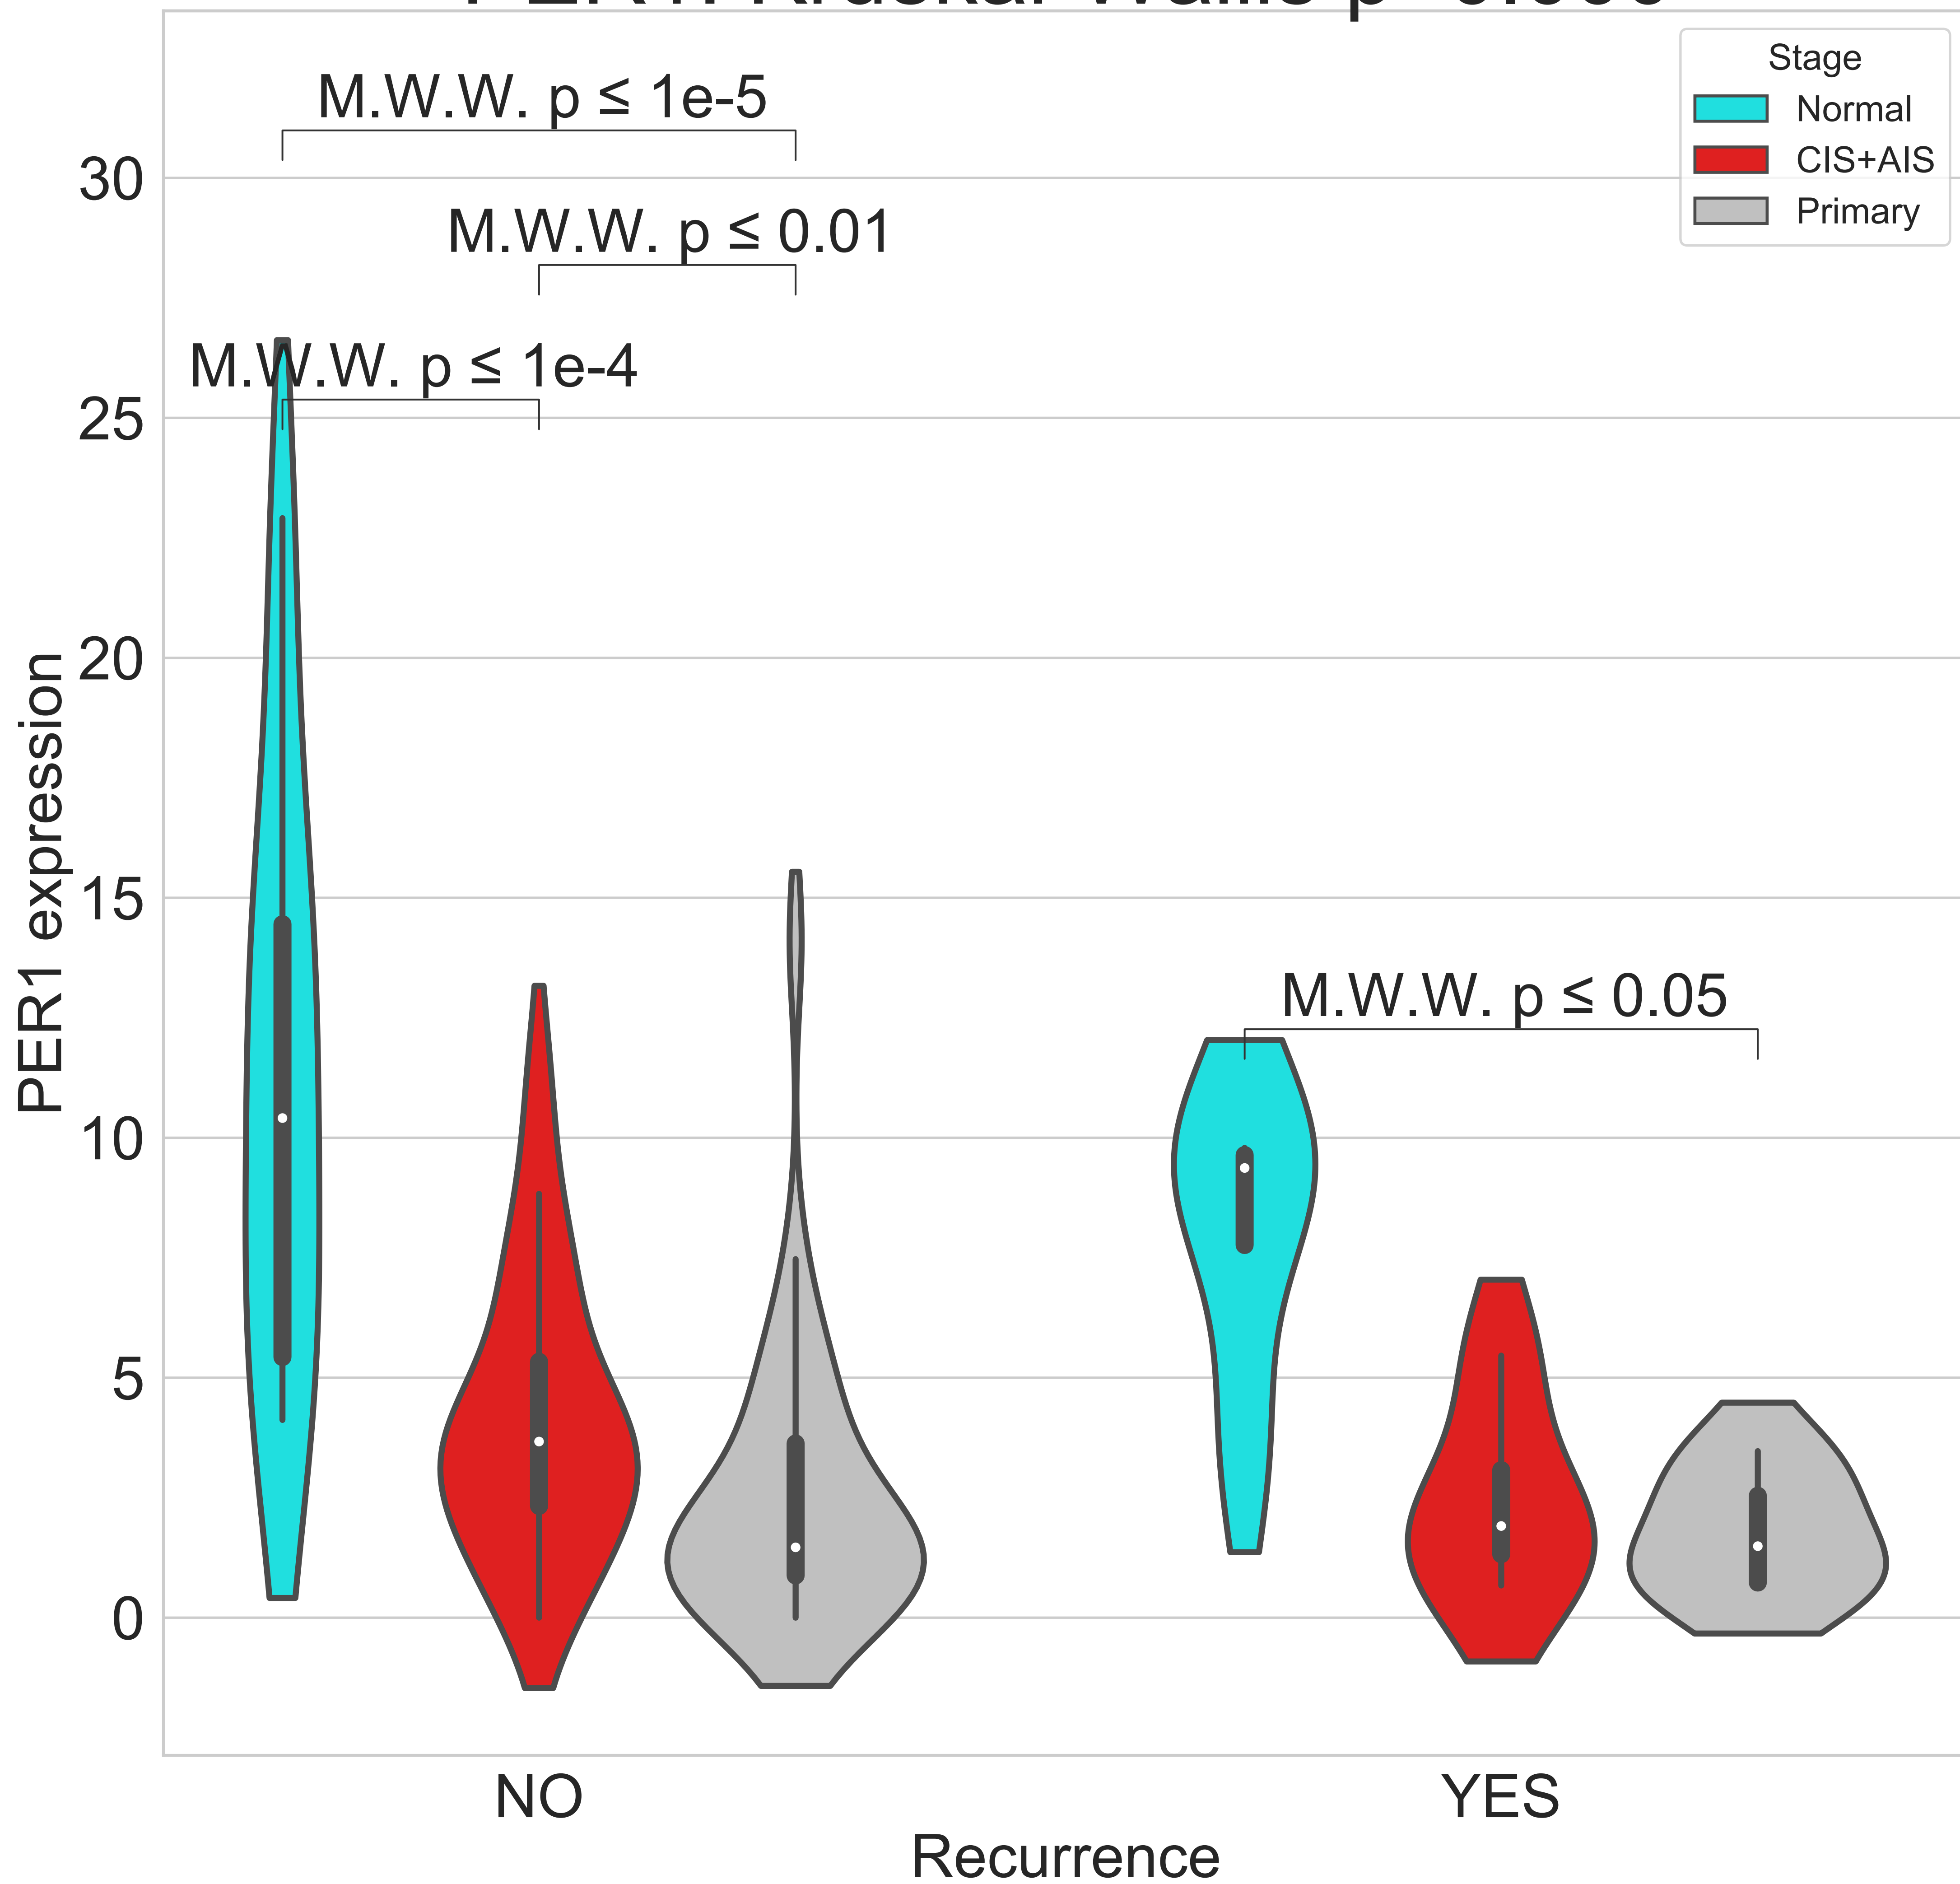 Stage
Normal
CIS+AIS
Primary
M.W.W. p ≤ 1e-5
M.W.W. p ≤ 0.01
M.W.W. p ≤ 1e-4
M.W.W. p ≤ 0.05
30
25
20
15
10
5
0
PER1 expression
NO
YES
Recurrence